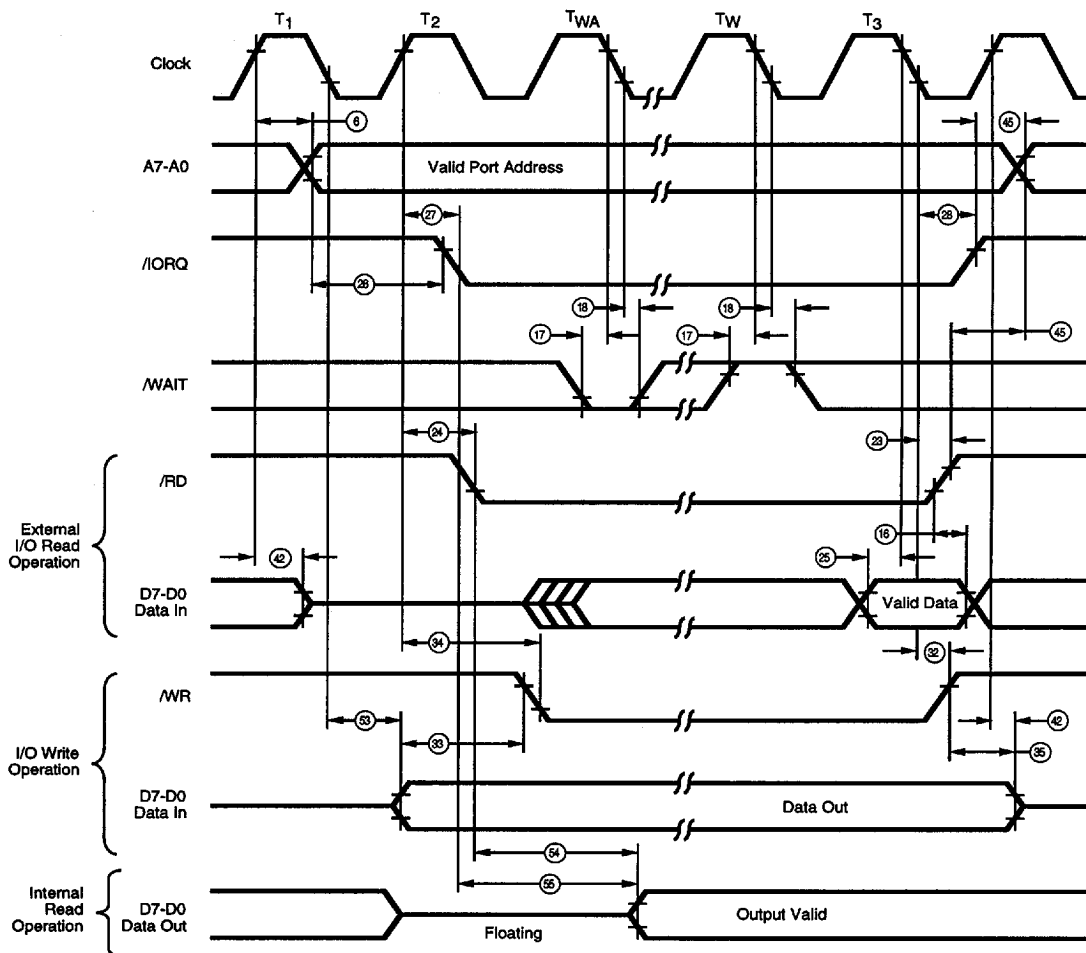 T1 T2 TWA TW T3
Clock
6 45
A7-A0 Valid Port Address
27 28
/IORQ
26
18 18
17 17 45
/WAIT
24 23
/RD
External
I/O Read
Operation
16
42 25
D7-D0
Data In
Valid Data
34 32
/WR
53 33 42
35
I/O Write
Operation
D7-D0
Data In
Data Out
54
55
Internal
Read
Operation
D7-D0
Data Out
Output Valid
Floating